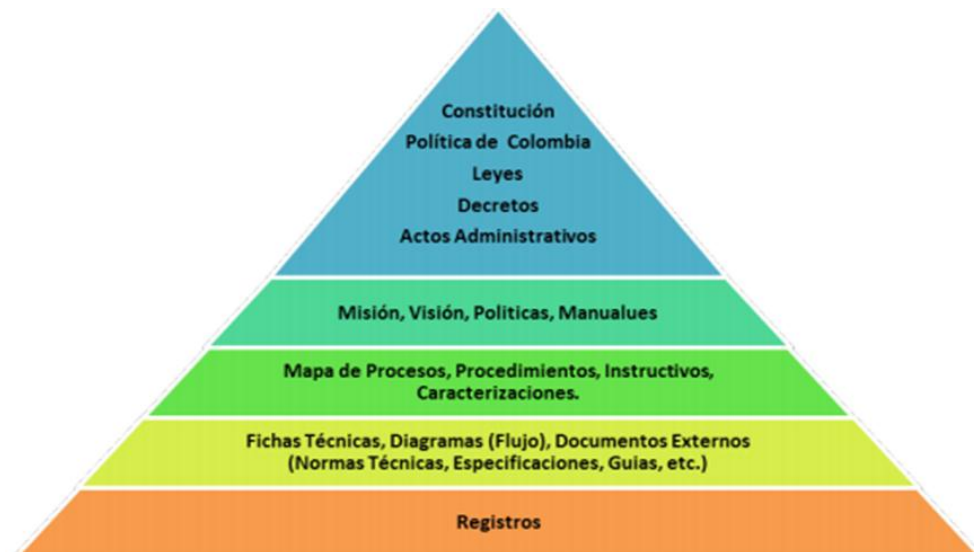 Constitución
Política de Colombia
Leyes
Decretos
Actos Administrativos
Misión, Visión, Politicas, Manualues
Mapa de Procesos, Procedimientos, Instructivos,
Caracterizaciones.
Fichas Técnicas, Diagramas (Flujo), Documentos Externos
(Normas Técnicas, Especificaciones, Guias, etc.)
Registros